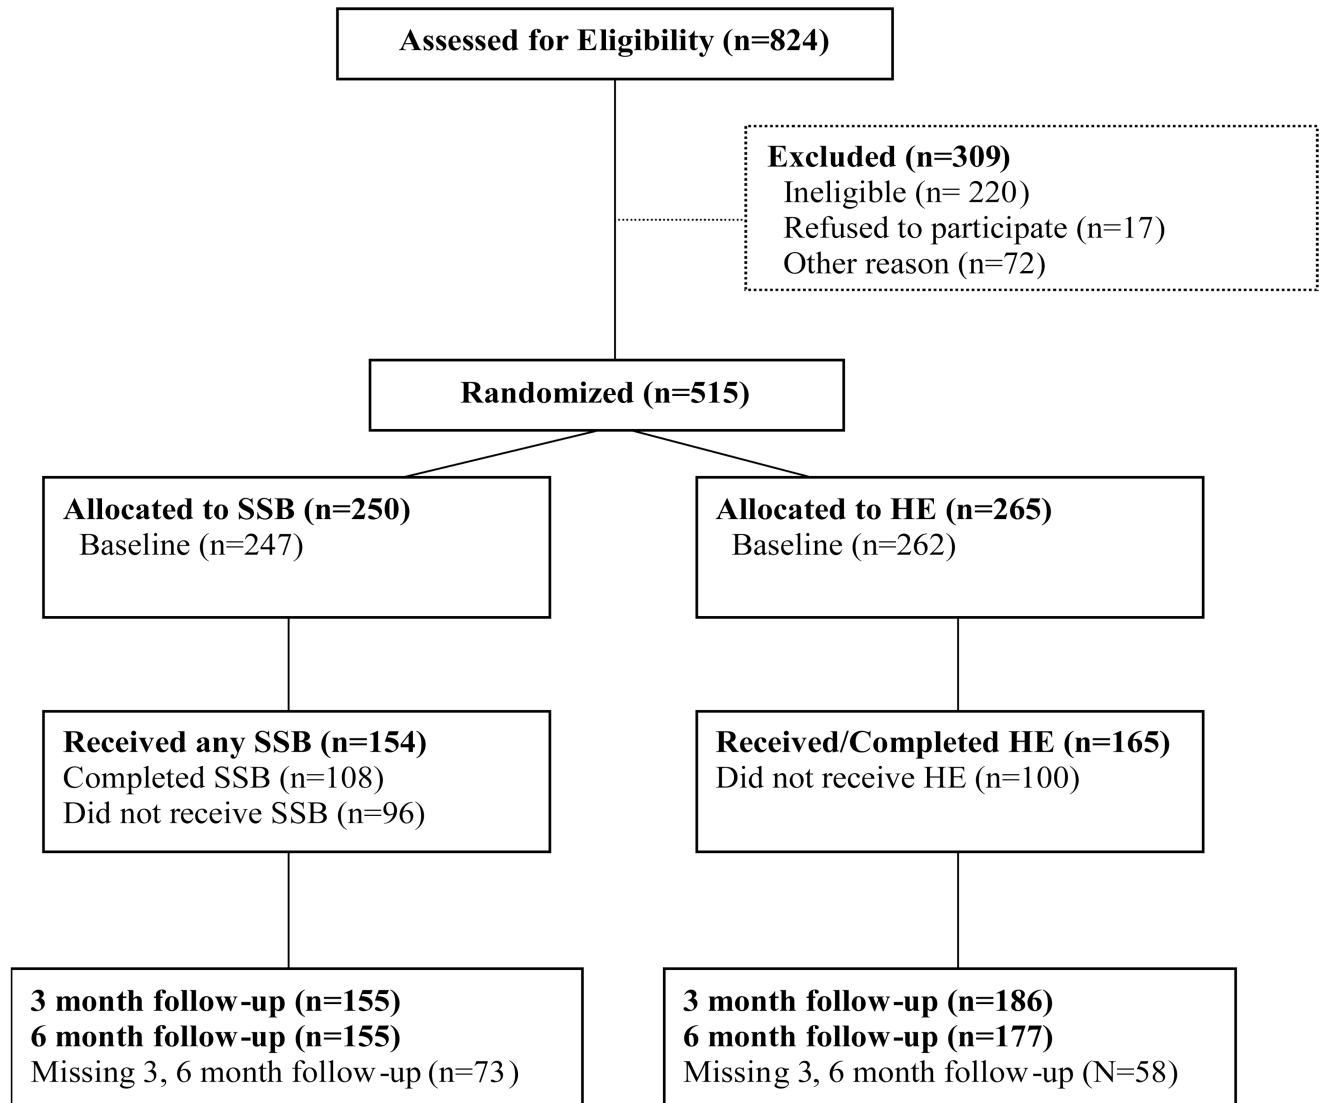 Assessed for Eligibility (n=824)
Excluded (n=309)
Ineligible (n= 220)
Refused to participate (n=17)
Other reason (n=72)
Randomized (n=515)
Allocated to SSB (n=250)
Baseline (n=247)
Allocated to HE (n=265)
Baseline (n=262)
Received any SSB (n=154)
Completed SSB (n=108)
Did not receive SSB (n=96)
Received/Completed HE (n=165)
Did not receive HE (n=100)
3 month follow-up (n=155)
6 month follow-up (n=155)
Missing 3, 6 month follow-up (n=73)
3 month follow-up (n=186)
6 month follow-up (n=177)
Missing 3, 6 month follow-up (N=58)